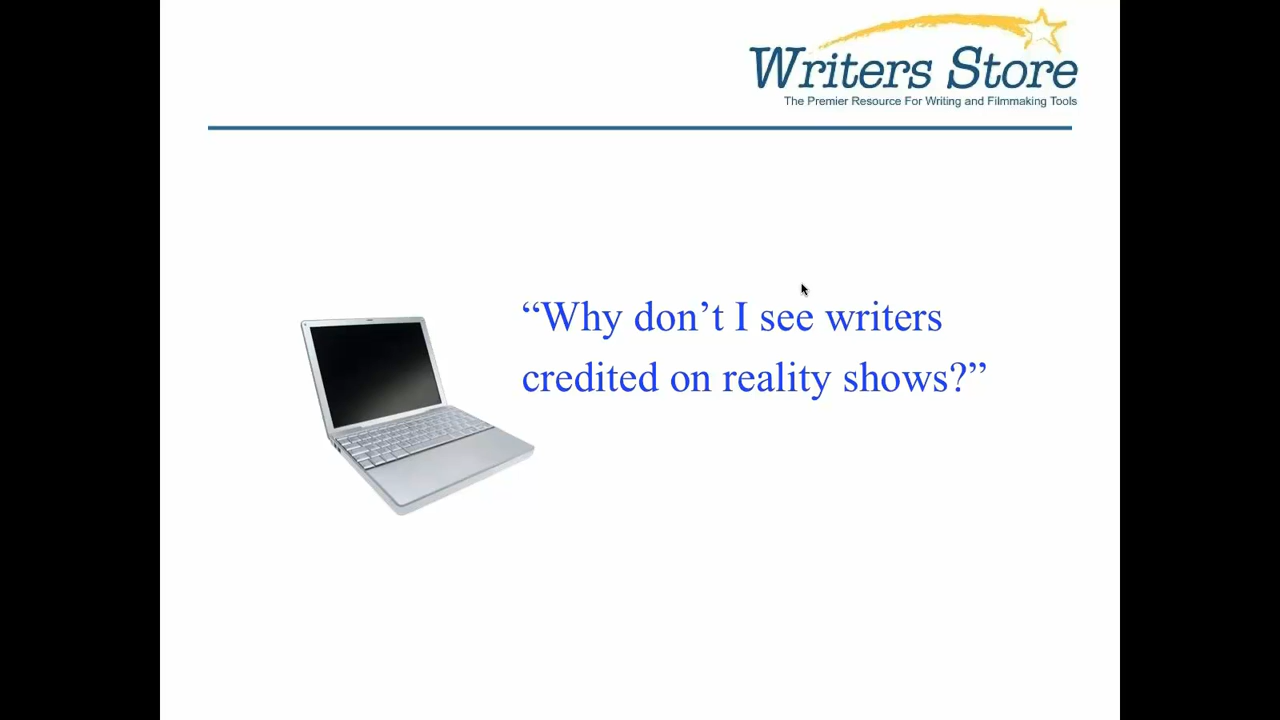 Writers Store
The Premier Resource For Writing and Filmmaking Tools
“Why don’t I see writers
credited on reality shows?”